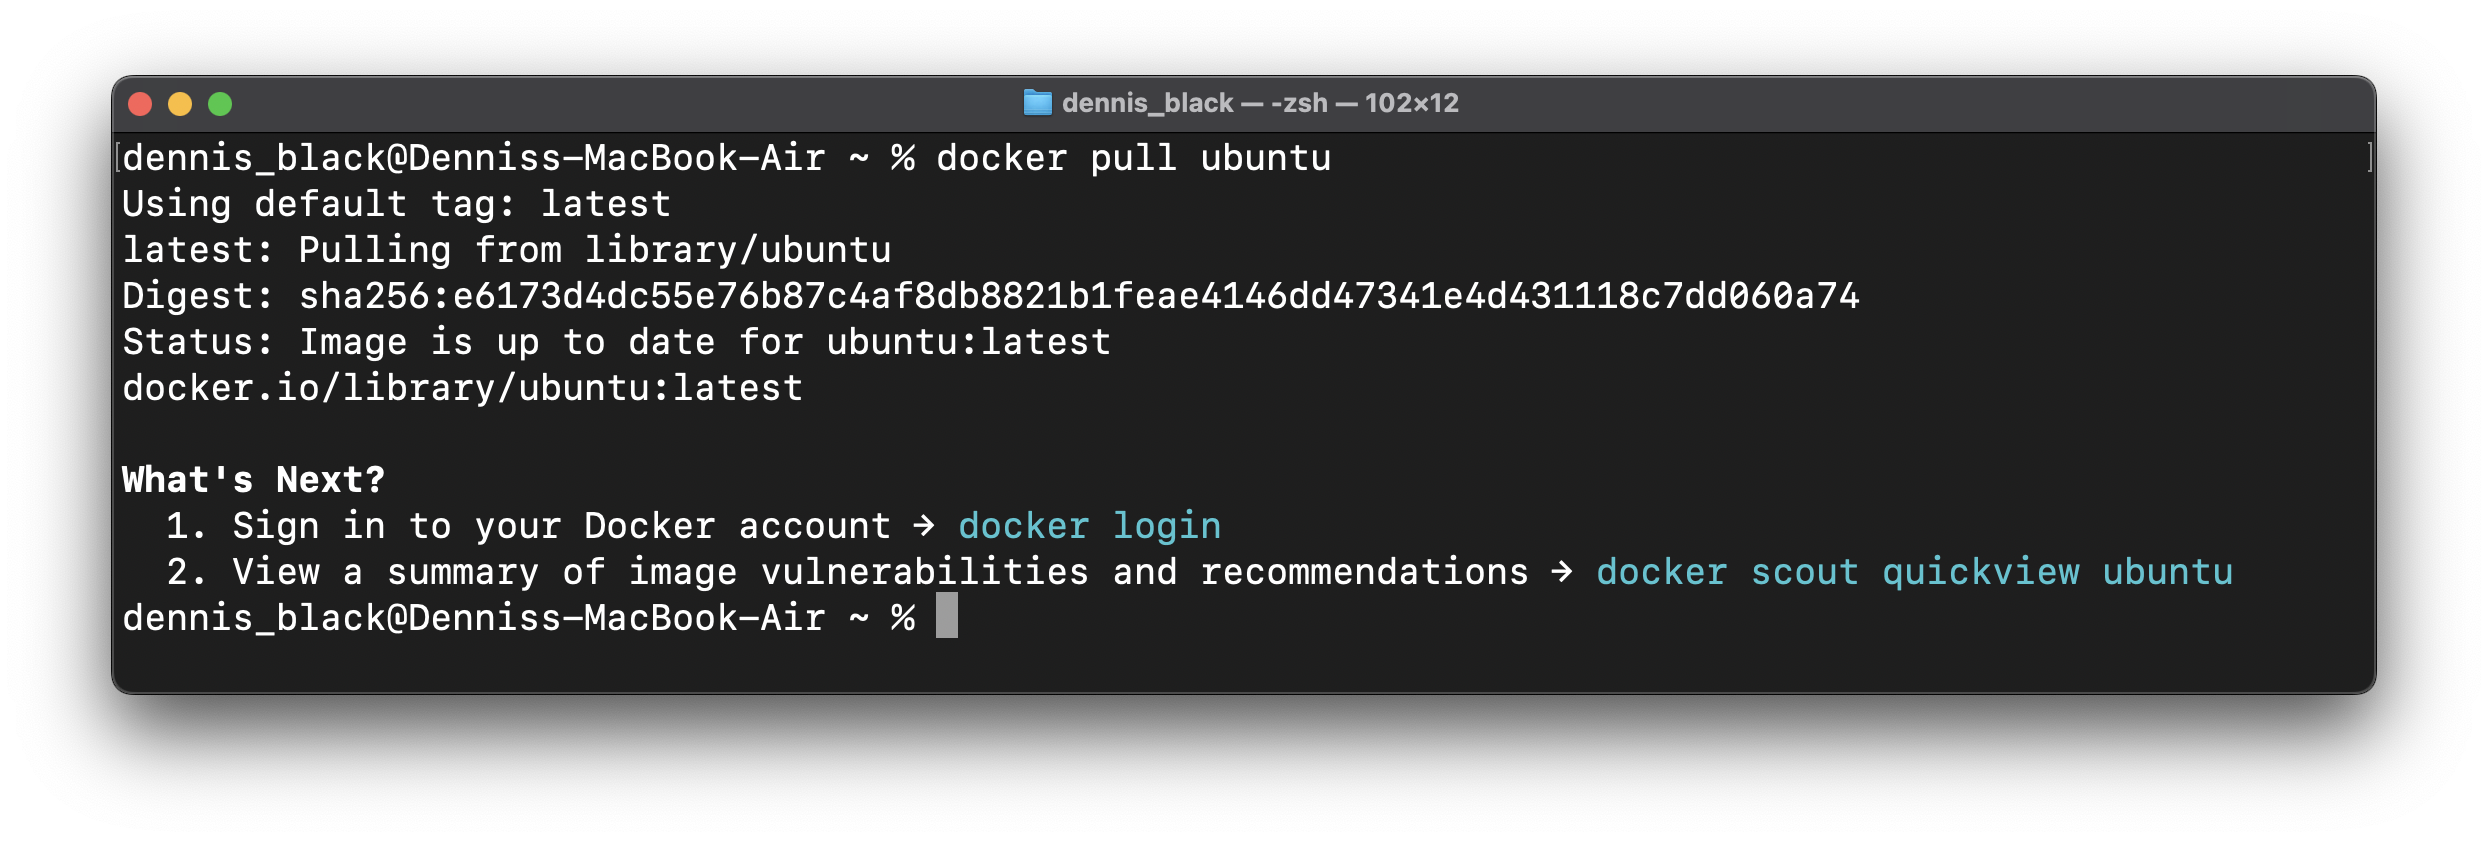 dennis_black — -zsh — 102×12
[dennis_black@Denniss-MacBook-Air ~ % docker pull ubuntu ]
Using default tag: latest
latest: Pulling from library/ubuntu
Digest: sha256:e6173d4dc55e76b87c4af8db8821b1feae4146dd47341e4d431118c7dd060a74
Status: Image is up to date for ubuntu:latest
docker.io/library/ubuntu:latest
What's Next?
1. Sign in to your Docker account → docker login
2. View a summary of image vulnerabilities and recommendations → docker scout quickview ubuntu
dennis_black@Denniss-MacBook-Air ~ %